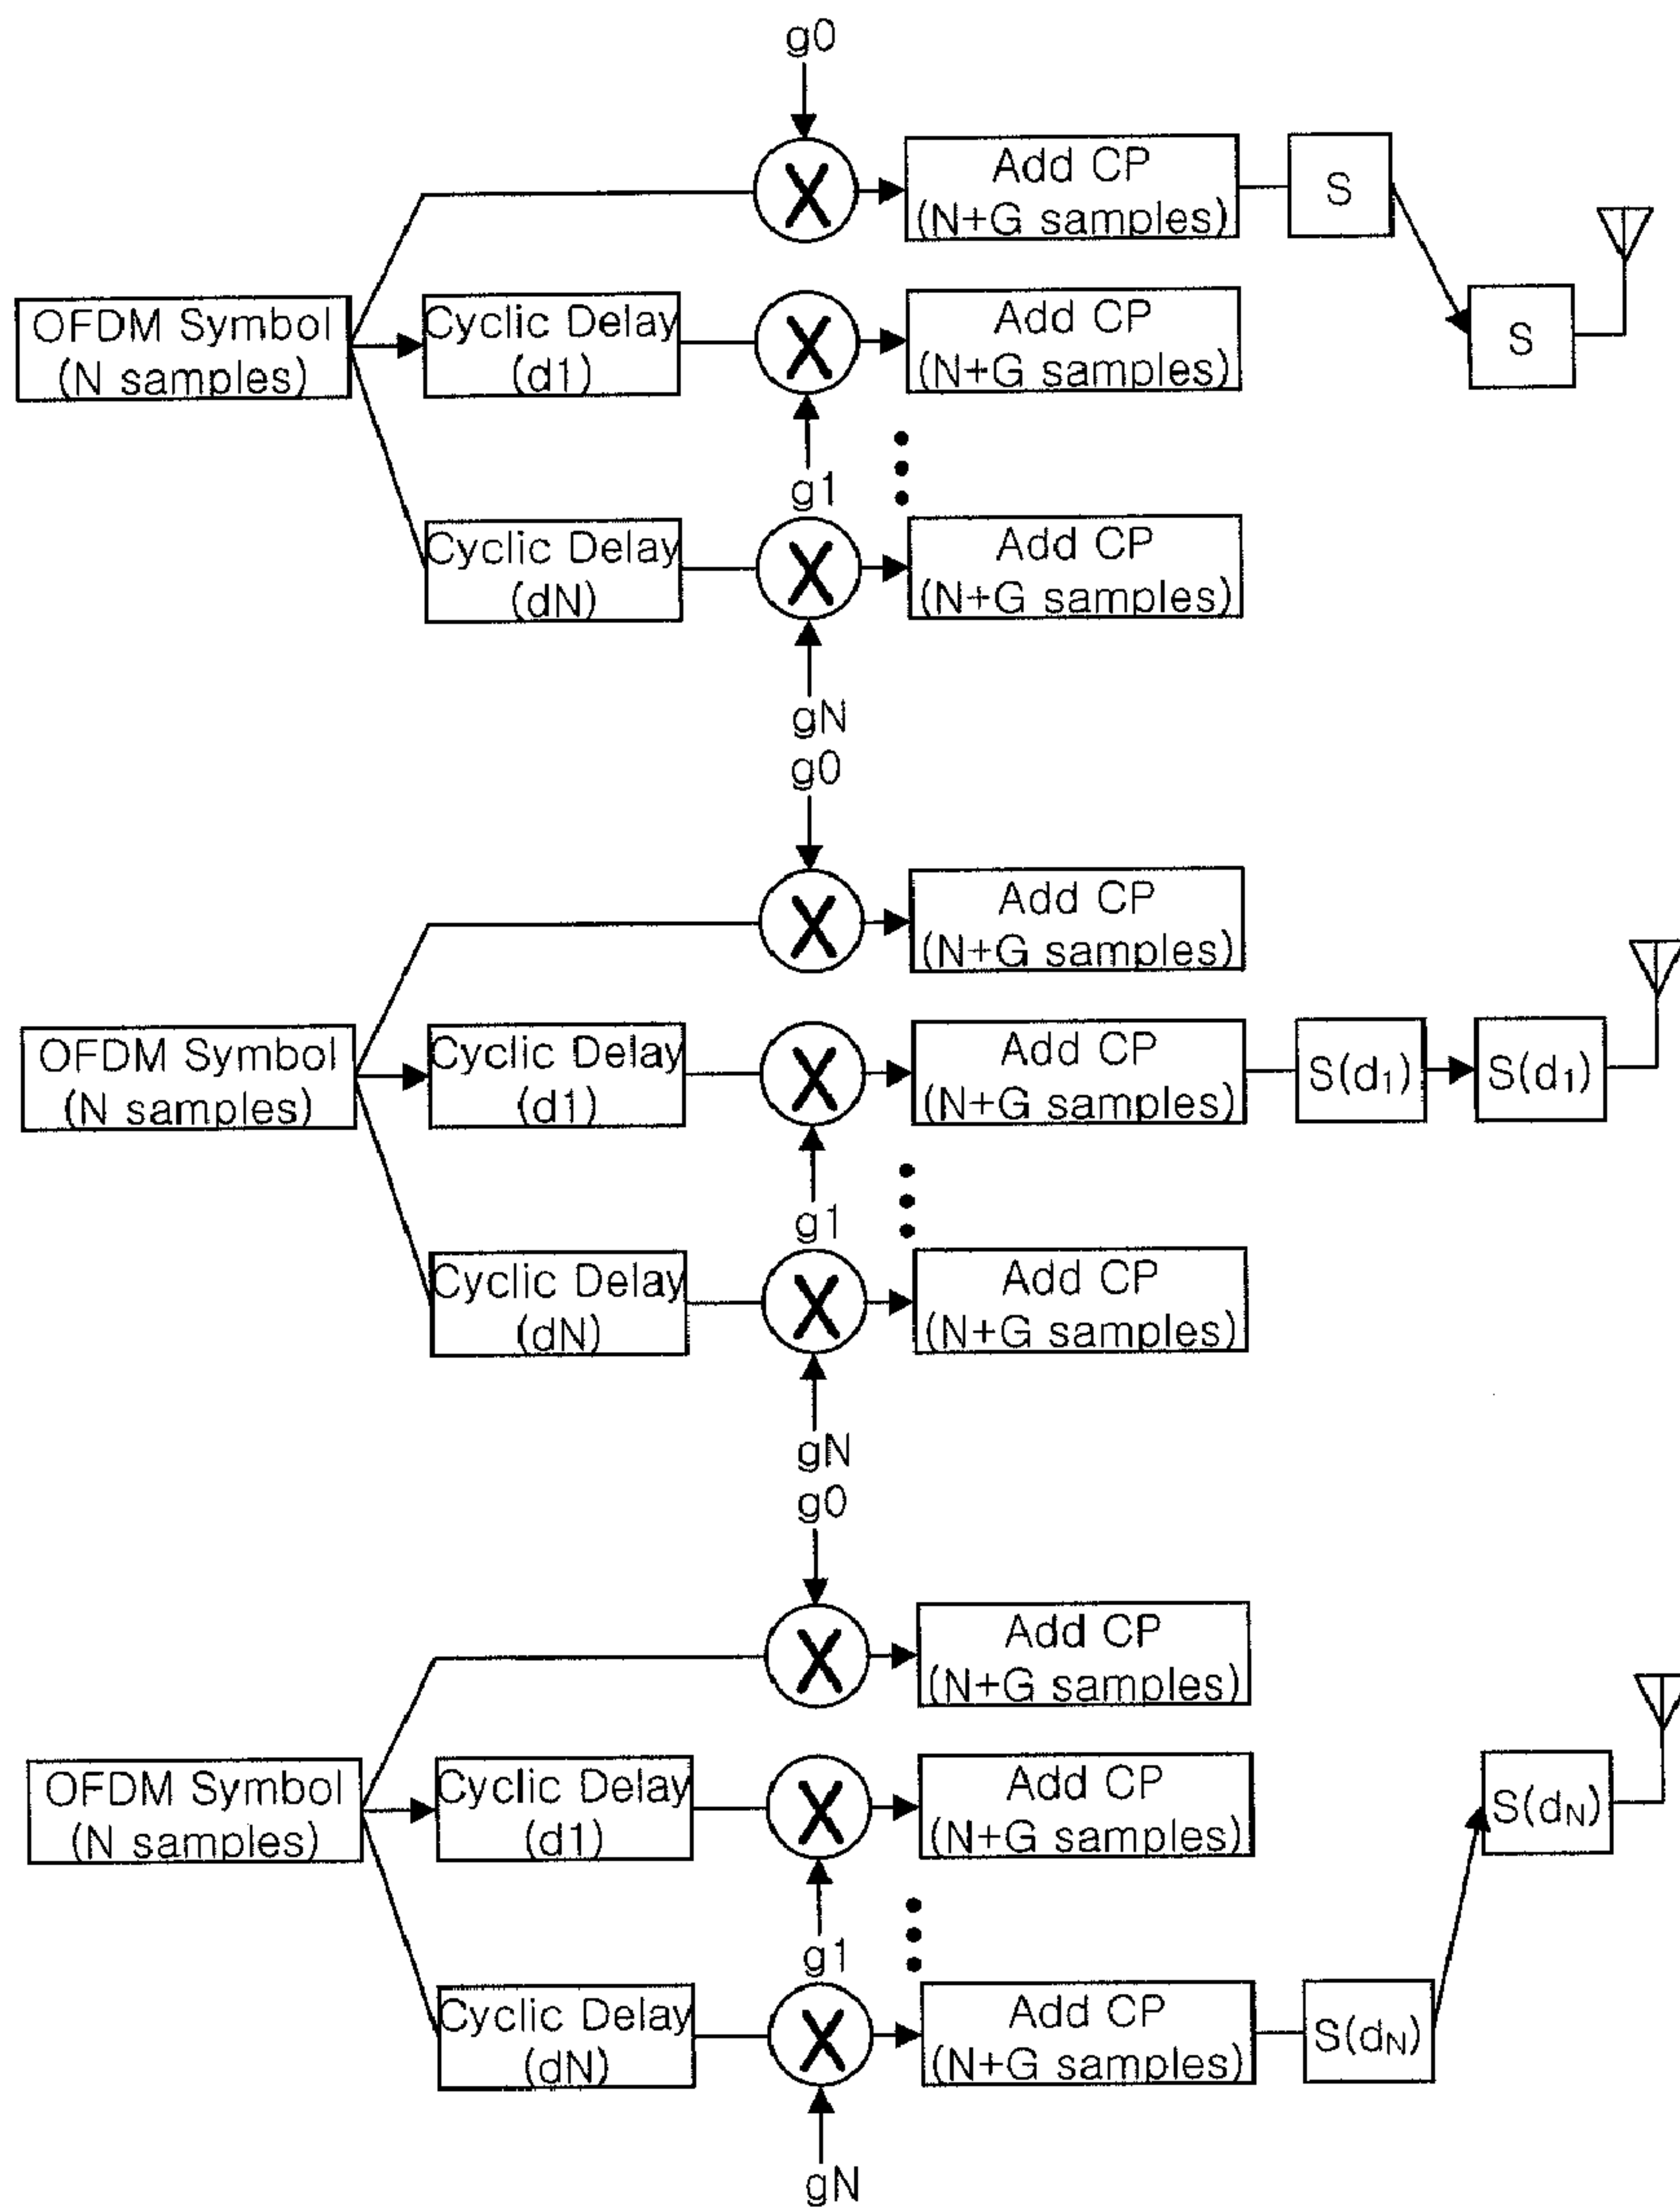 g0
Add CP
(N+G samples)
S
OFDM Symbol
(N samples)
Cyclic Delay
(d1)
Add CP
(N+G samples)
S
g1
Cyclic Delay
(dN)
Add CP
(N+G samples)
gN
g0
Add CP
(N+G samples)
OFDM Symbol
(N samples)
Cyclic Delay
(d1)
Add CP
(N+G samples)
S(d1)
S(d1)
g1
Cyclic Delay
(dN)
Add CP
(N+G samples)
gN
g0
Add CP
(N+G samples)
OFDM Symbol
(N samples)
Cyclic Delay
(d1)
Add CP
(N+G samples)
S(dN)
g1
Cyclic Delay
(dN)
Add CP
(N+G samples)
S(dN)
gN